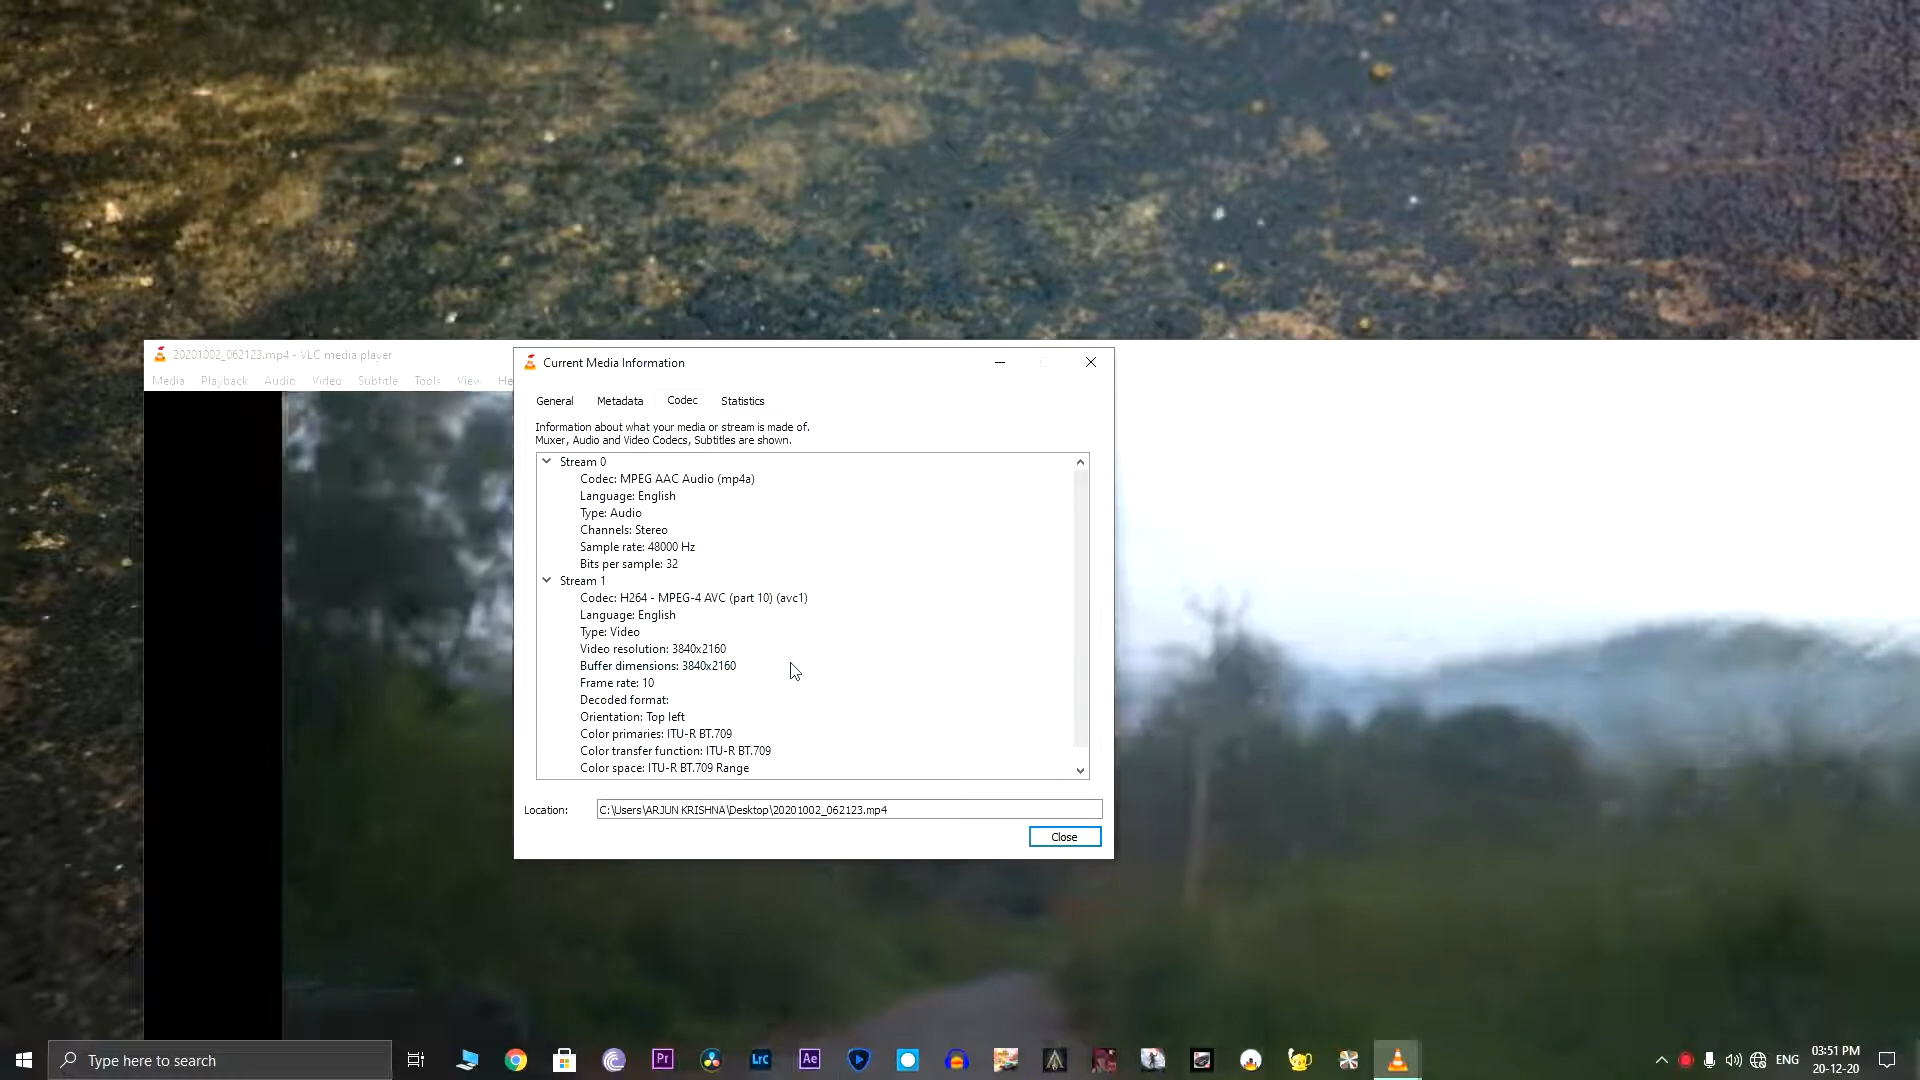 20201002_062123.mp4 - VLC media player
Media Playback Audio Video Subtitle Tools View He
Current Media Information
General Metadata Codec Statistics
Information about what your media or stream is made of.
Muxer, Audio and Video Codecs, Subtitles are shown.
Stream 0
Codec: MPEG AAC Audio (mp4a)
Language: English
Type: Audio
Channels: Stereo
Sample rate: 48000 Hz
Bits per sample: 32
Stream 1
Codec: H264 - MPEG-4 AVC (part 10) (avc1)
Language: English
Type: Video
Video resolution: 3840x2160
Buffer dimensions: 3840x2160
Frame rate: 10
Decoded format:
Orientation: Top left
Color primaries: ITU-R BT.709
Color transfer function: ITU-R BT.709
Color space: ITU-R BT.709 Range
Location: C:\Users\ARJUN KRISHNA\Desktop\20201002_062123.mp4
Close
Type here to search
Pr
Lrc
Ae
ENG
03:51 PM
20-12-20